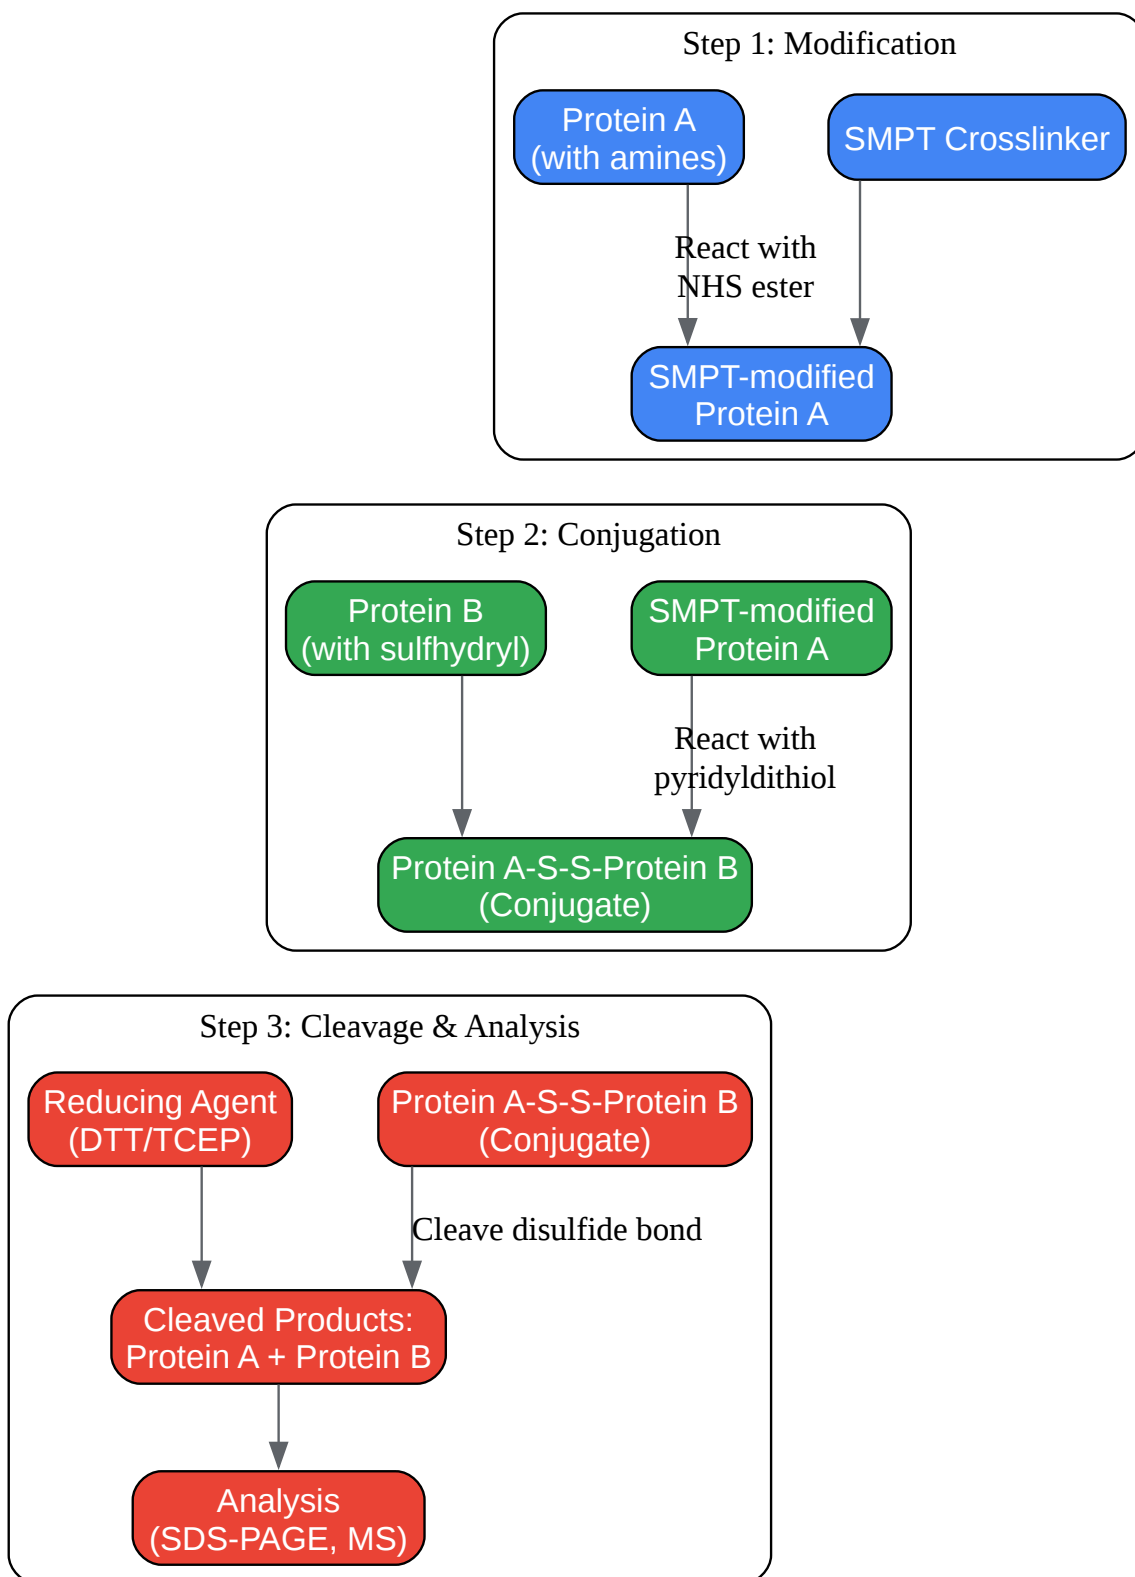 Step 1: Modification
Protein A
(with amines)
SMPT Crosslinker
React with
NHS ester
SMPT-modified
Protein A
Step 2: Conjugation
Protein B
(with sulfhydryl)
SMPT-modified
Protein A
React with
pyridyldithiol
Protein A-S-S-Protein B
(Conjugate)
Step 3: Cleavage & Analysis
Reducing Agent
(DTT/TCEP)
Protein A-S-S-Protein B
(Conjugate)
Cleave disulfide bond
Cleaved Products:
Protein A + Protein B
Analysis
(SDS-PAGE, MS)